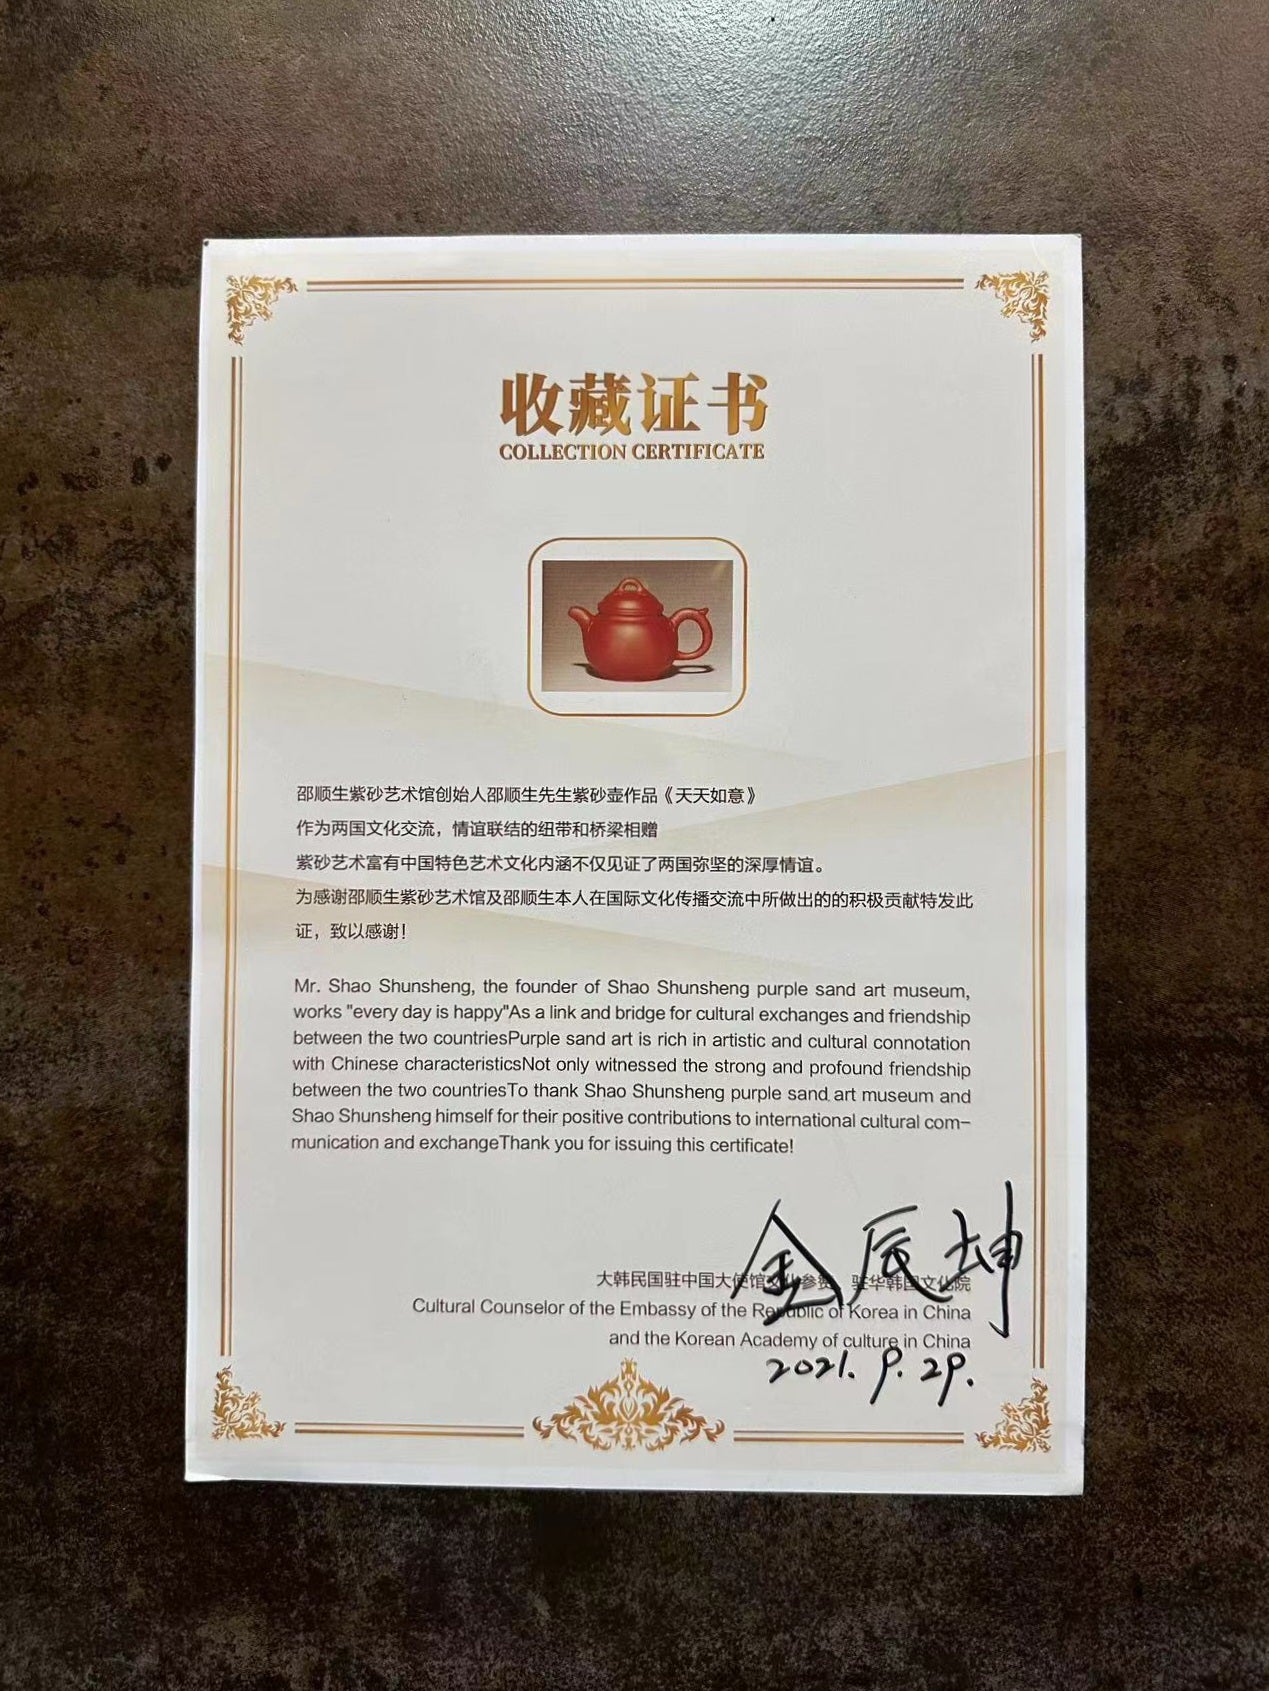 收藏证书
COLLECTION CERTIFICATE
邵顺生紫砂艺术馆创始人邵顺生先生紫砂壶作品《天天如意》
作为两国文化交流，情谊联结的纽带和桥梁相赠
紫砂艺术富有中国特色艺术文化内涵不仅见证了两国弥坚的深厚情谊。
为感谢邵顺生紫砂艺术馆及邵顺生本人在国际文化传播交流中所做出的的积极贡献特发此
证，致以感谢！
Mr. Shao Shunsheng, the founder of Shao Shunsheng purple sand art museum,
works "every day is happy"As a link and bridge for cultural exchanges and friendship
between the two countriesPurple sand art is rich in artistic and cultural connotation
with Chinese characteristicsNot only witnessed the strong and profound friendship
between the two countriesTo thank Shao Shunsheng purple sand art museum and
Shao Shunsheng himself for their positive contributions to international cultural com-
munication and exchangeThank you for issuing this certificate!
金辰坤
大韩民国驻中国大使馆文化参赞 驻华韩国文化院
Cultural Counselor of the Embassy of the Republic of Korea in China
and the Korean Academy of culture in China
2021. 9. 29.